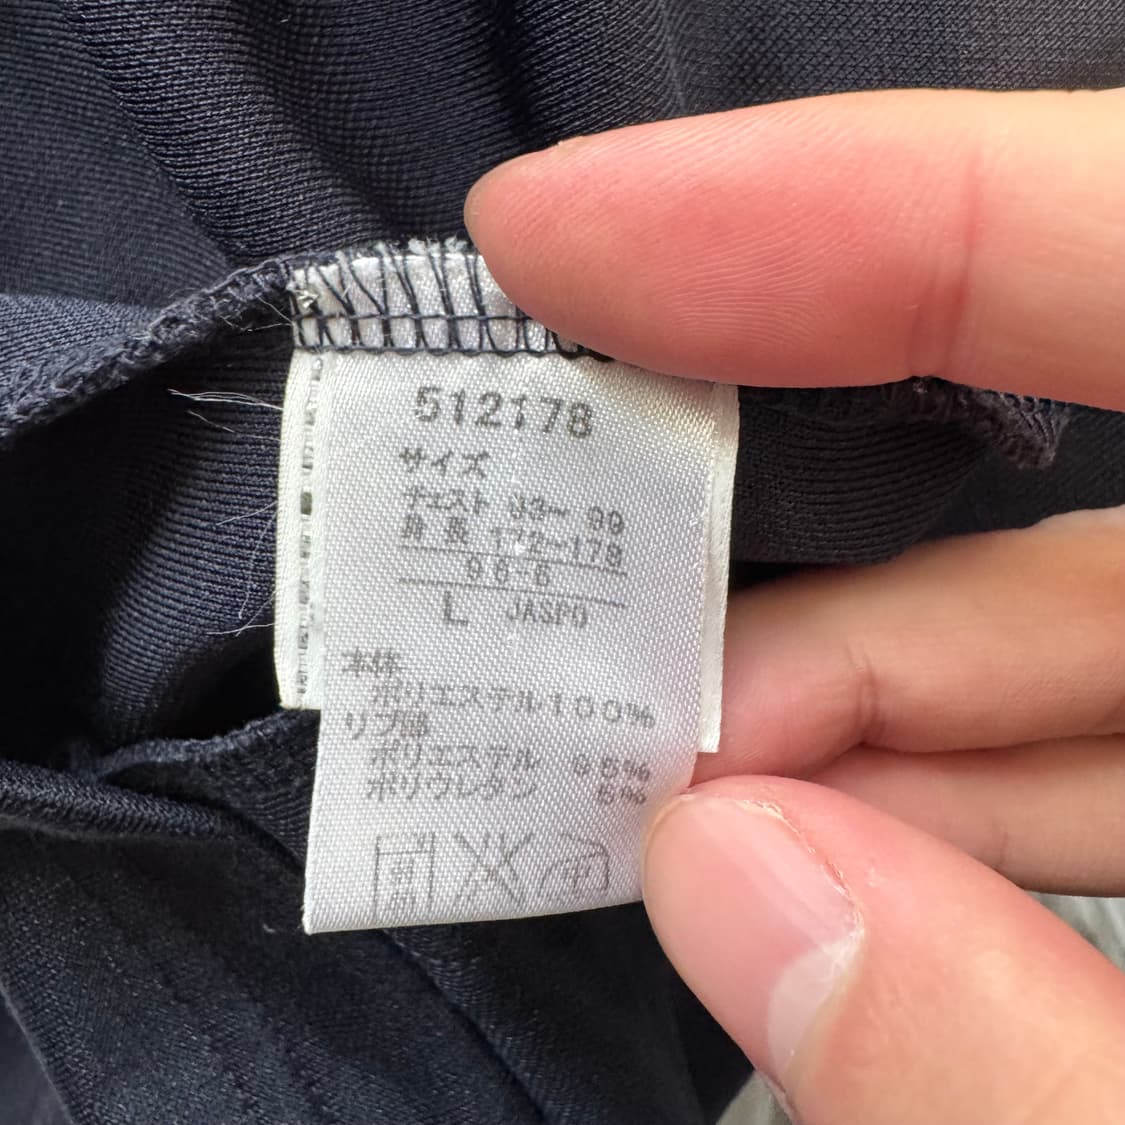 512178
サイズ
チェスト 93~ 99
身 長 172~178
96-6
L JASPO
本体
ポリエステル100%
リブ部
ポリエステル 95%
ポリウレタン